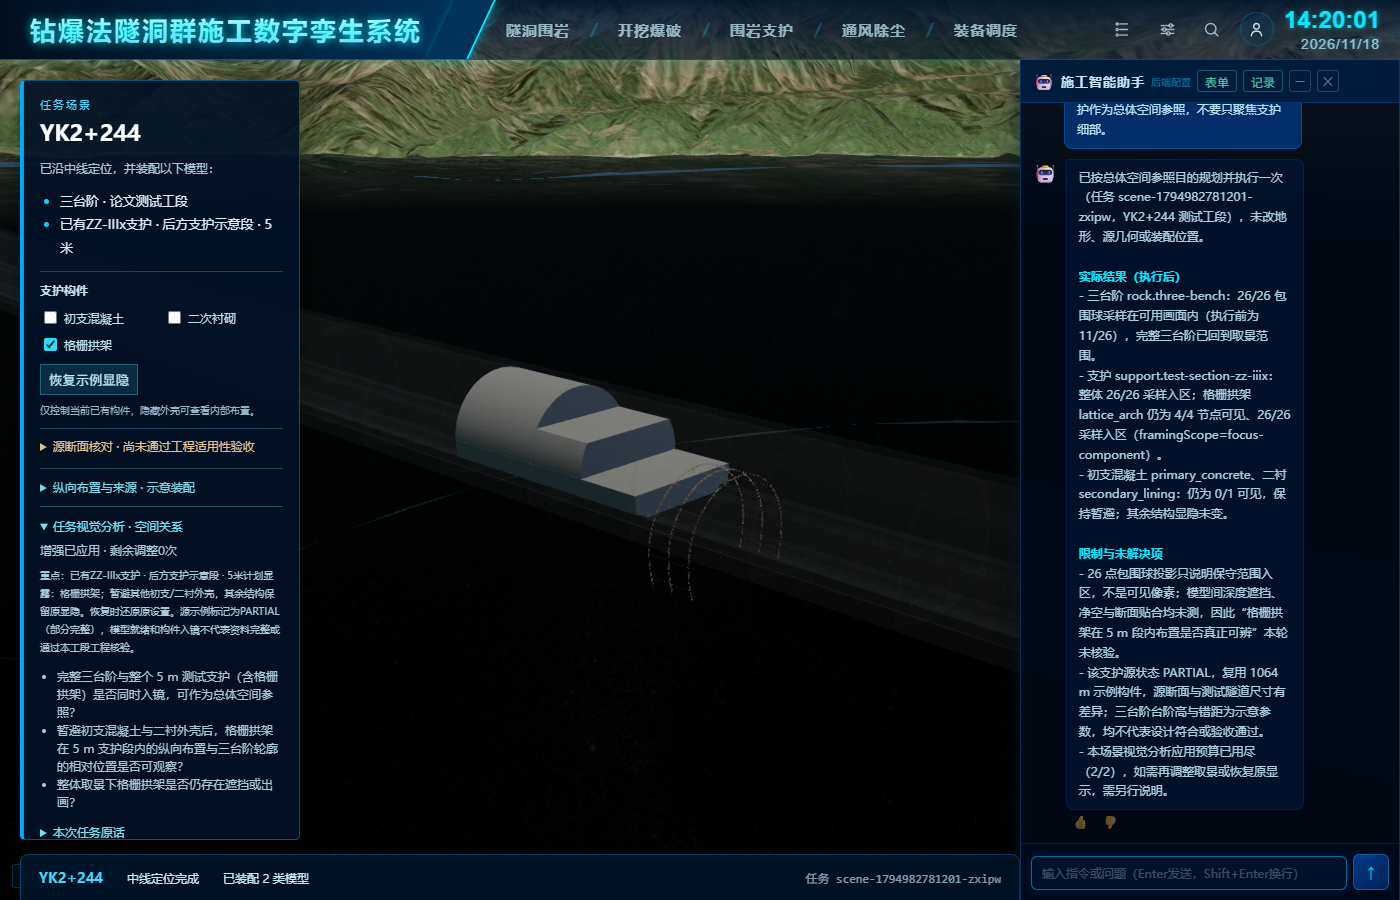 钻爆法隧洞群施工数字孪生系统
隧洞围岩 / 开挖爆破 / 围岩支护 / 通风除尘 / 装备调度
14:20:01
2026/11/18
任务场景
YK2+244
已沿中线定位，并装配以下模型：
三台阶 · 论文测试工段
已有ZZ-IIIx支护 · 后方支护示意段 · 5
米
支护构件
初支混凝土
二次衬砌
格栅拱架
恢复示例显隐
仅控制当前已有构件，隐藏外壳可查看内部布置。
源断面核对 · 尚未通过工程适用性验收
纵向布置与来源 · 示意装配
任务视觉分析 · 空间关系
增强已应用 · 剩余调整0次
重点：已有ZZ-IIIx支护 · 后方支护示意段 · 5米计划显
露：格栅拱架；暂避其他初支/二衬外壳，其余结构保
留原显隐。恢复时还原原设置。源示例标记为PARTIAL
（部分完整），模型就绪和构件入镜不代表资料完整或
通过本工段工程核验。
完整三台阶与整个 5 m 测试支护（含格栅
拱架）是否同时入镜，可作为总体空间参
照？
暂避初支混凝土与二衬外壳后，格栅拱架
在 5 m 支护段内的纵向布置与三台阶轮廓
的相对位置是否可观察？
整体取景下格栅拱架是否仍存在遮挡或出
画？
本次任务原话
YK2+244
中线定位完成
已装配 2 类模型
任务 scene-1794982781201-zxipw
施工智能助手
后端配置
表单
记录
护作为总体空间参照，不要只聚焦支护
细部。
已按总体空间参照目的规划并执行一次
（任务 scene-1794982781201-
zxipw，YK2+244 测试工段），未改地
形、源几何或装配位置。
实际结果（执行后）
- 三台阶 rock.three-bench：26/26 包
围球采样在可用画面内（执行前为
11/26），完整三台阶已回到取景范
围。
- 支护 support.test-section-zz-iiix：
整体 26/26 采样入区；格栅拱架
lattice_arch 仍为 4/4 节点可见、26/26
采样入区（framingScope=focus-
component）。
- 初支混凝土 primary_concrete、二衬
secondary_lining：仍为 0/1 可见，保
持暂避；其余结构显隐未变。
限制与未解决项
- 26 点包围球投影只说明保守范围入
区，不是可见像素；模型间深度遮挡、
净空与断面贴合均未测，因此“格栅拱
架在 5 m 段内布置是否真正可辨”本轮
未核验。
- 该支护源状态 PARTIAL，复用 1064
m 示例构件，源断面与测试隧道尺寸有
差异；三台阶台阶高与错距为示意参
数，均不代表设计符合或验收通过。
- 本场景视觉分析应用预算已用尽
（2/2），如需再调整取景或恢复原显
示，需另行说明。
输入指令或问题（Enter发送，Shift+Enter换行）